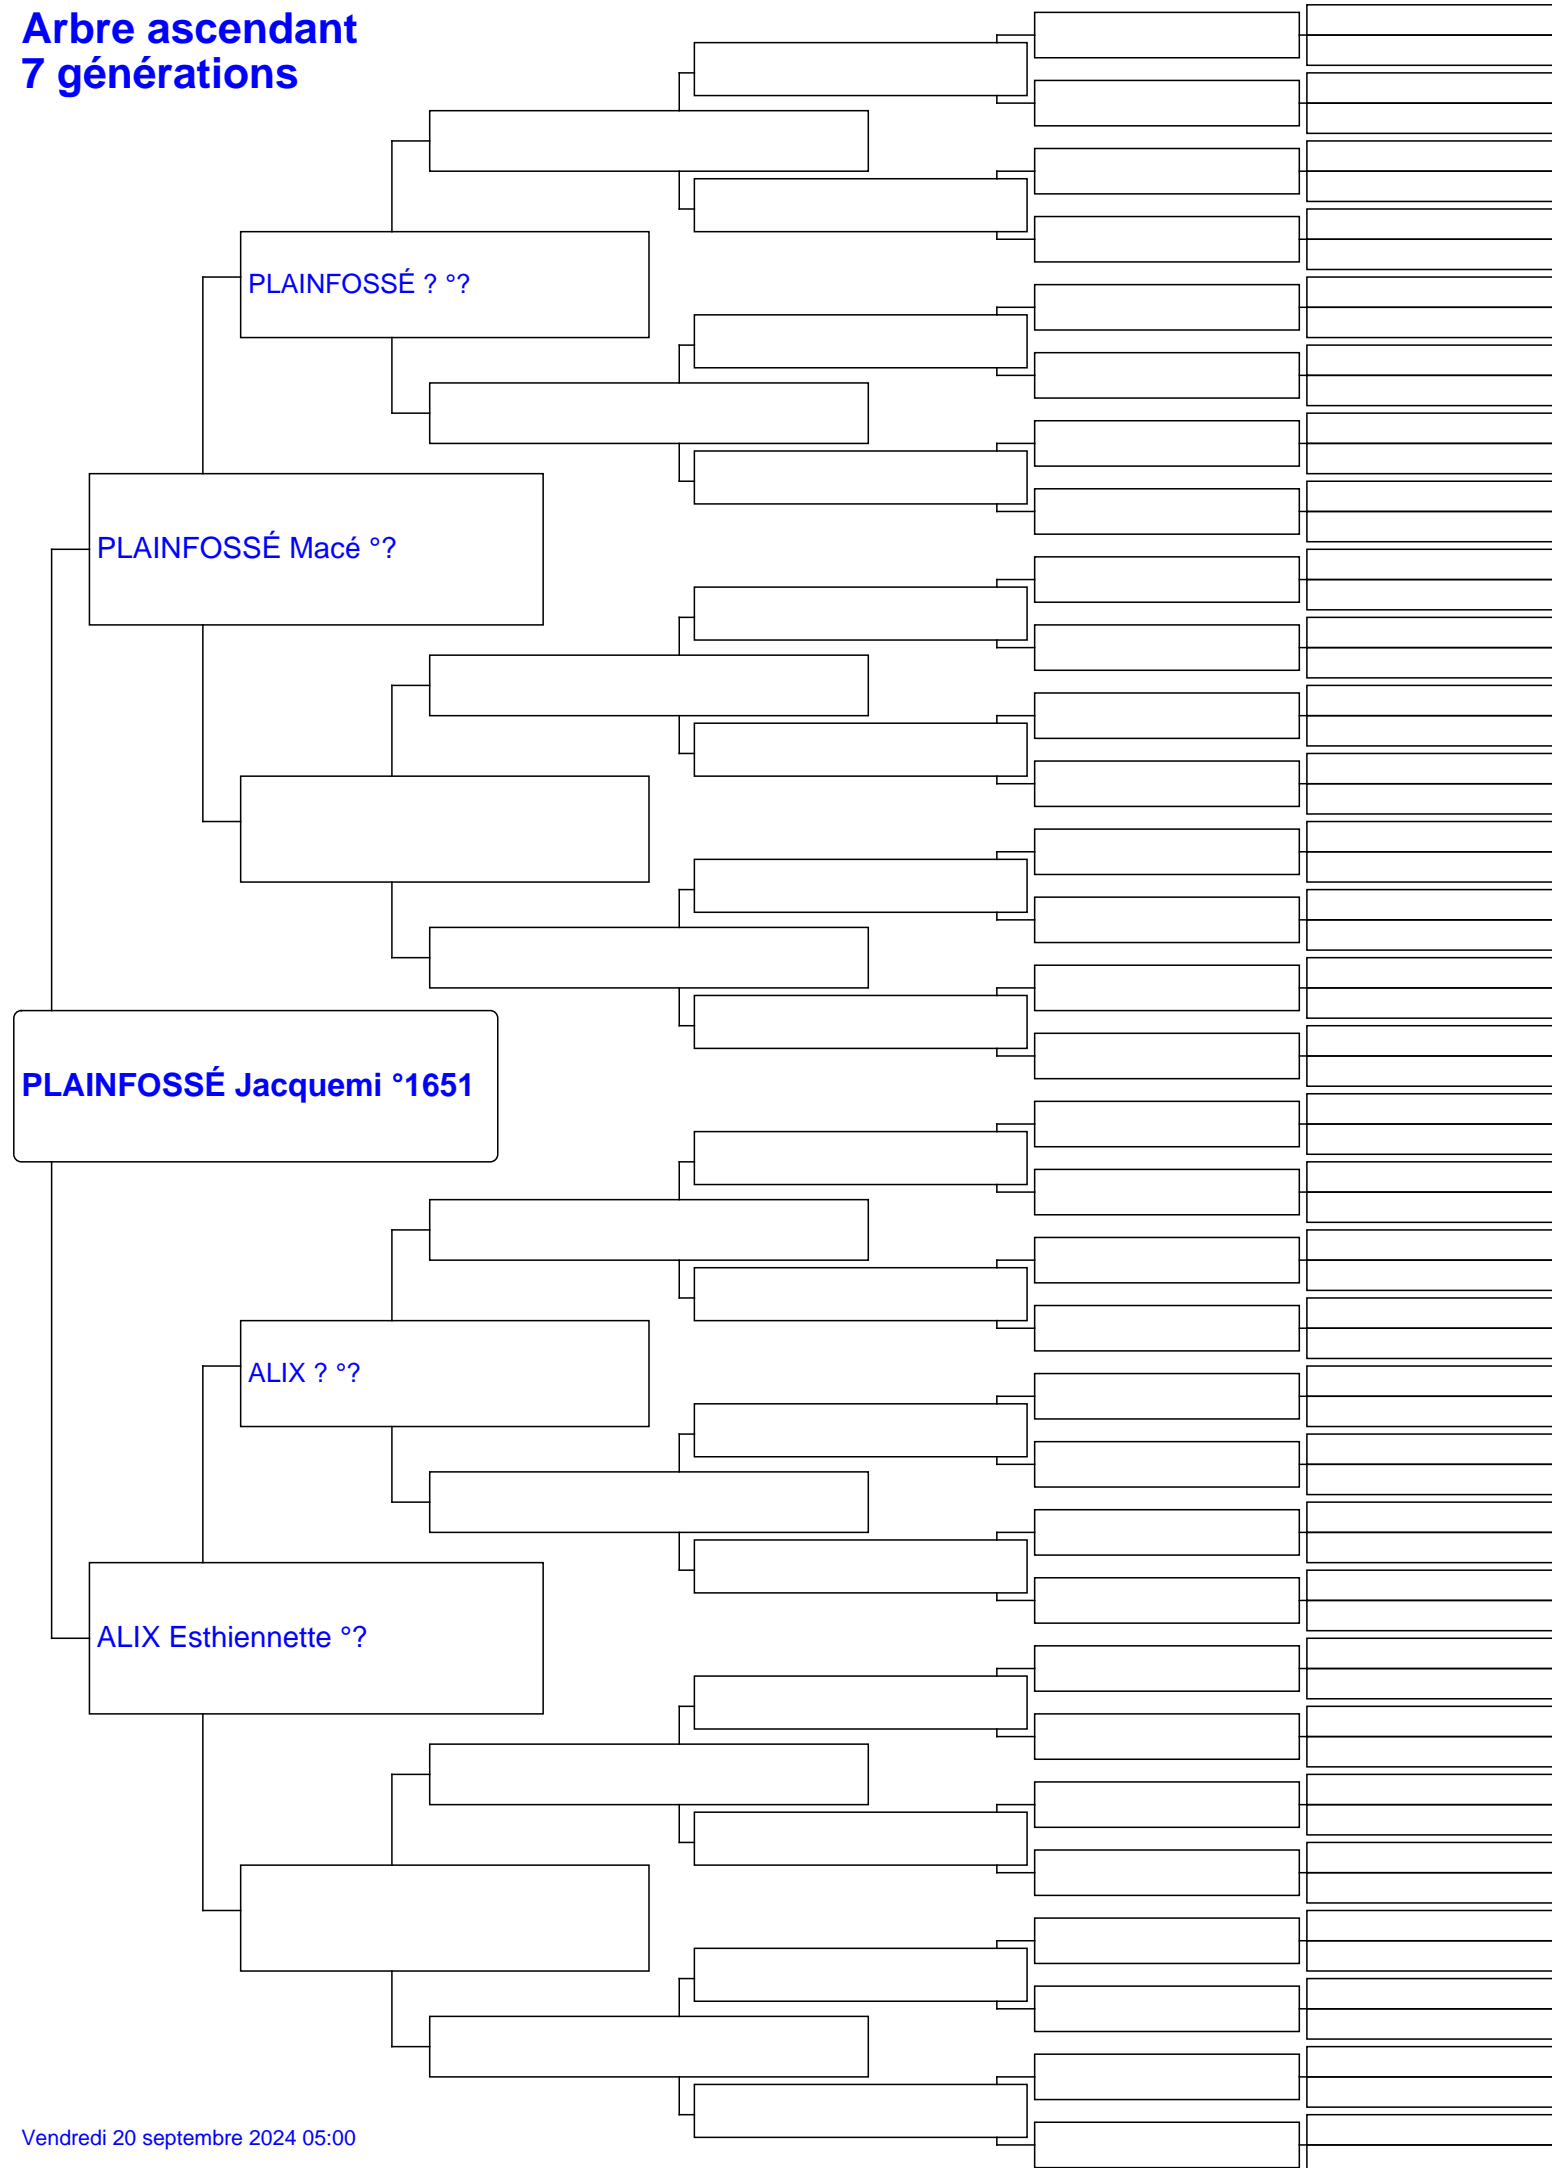 Arbre ascendant
7 générations
PLAINFOSSÉ ? °?
PLAINFOSSÉ Macé °?
PLAINFOSSÉ Jacquemi °1651
ALIX ? °?
ALIX Esthiennette °?
Vendredi 20 septembre 2024 05:00